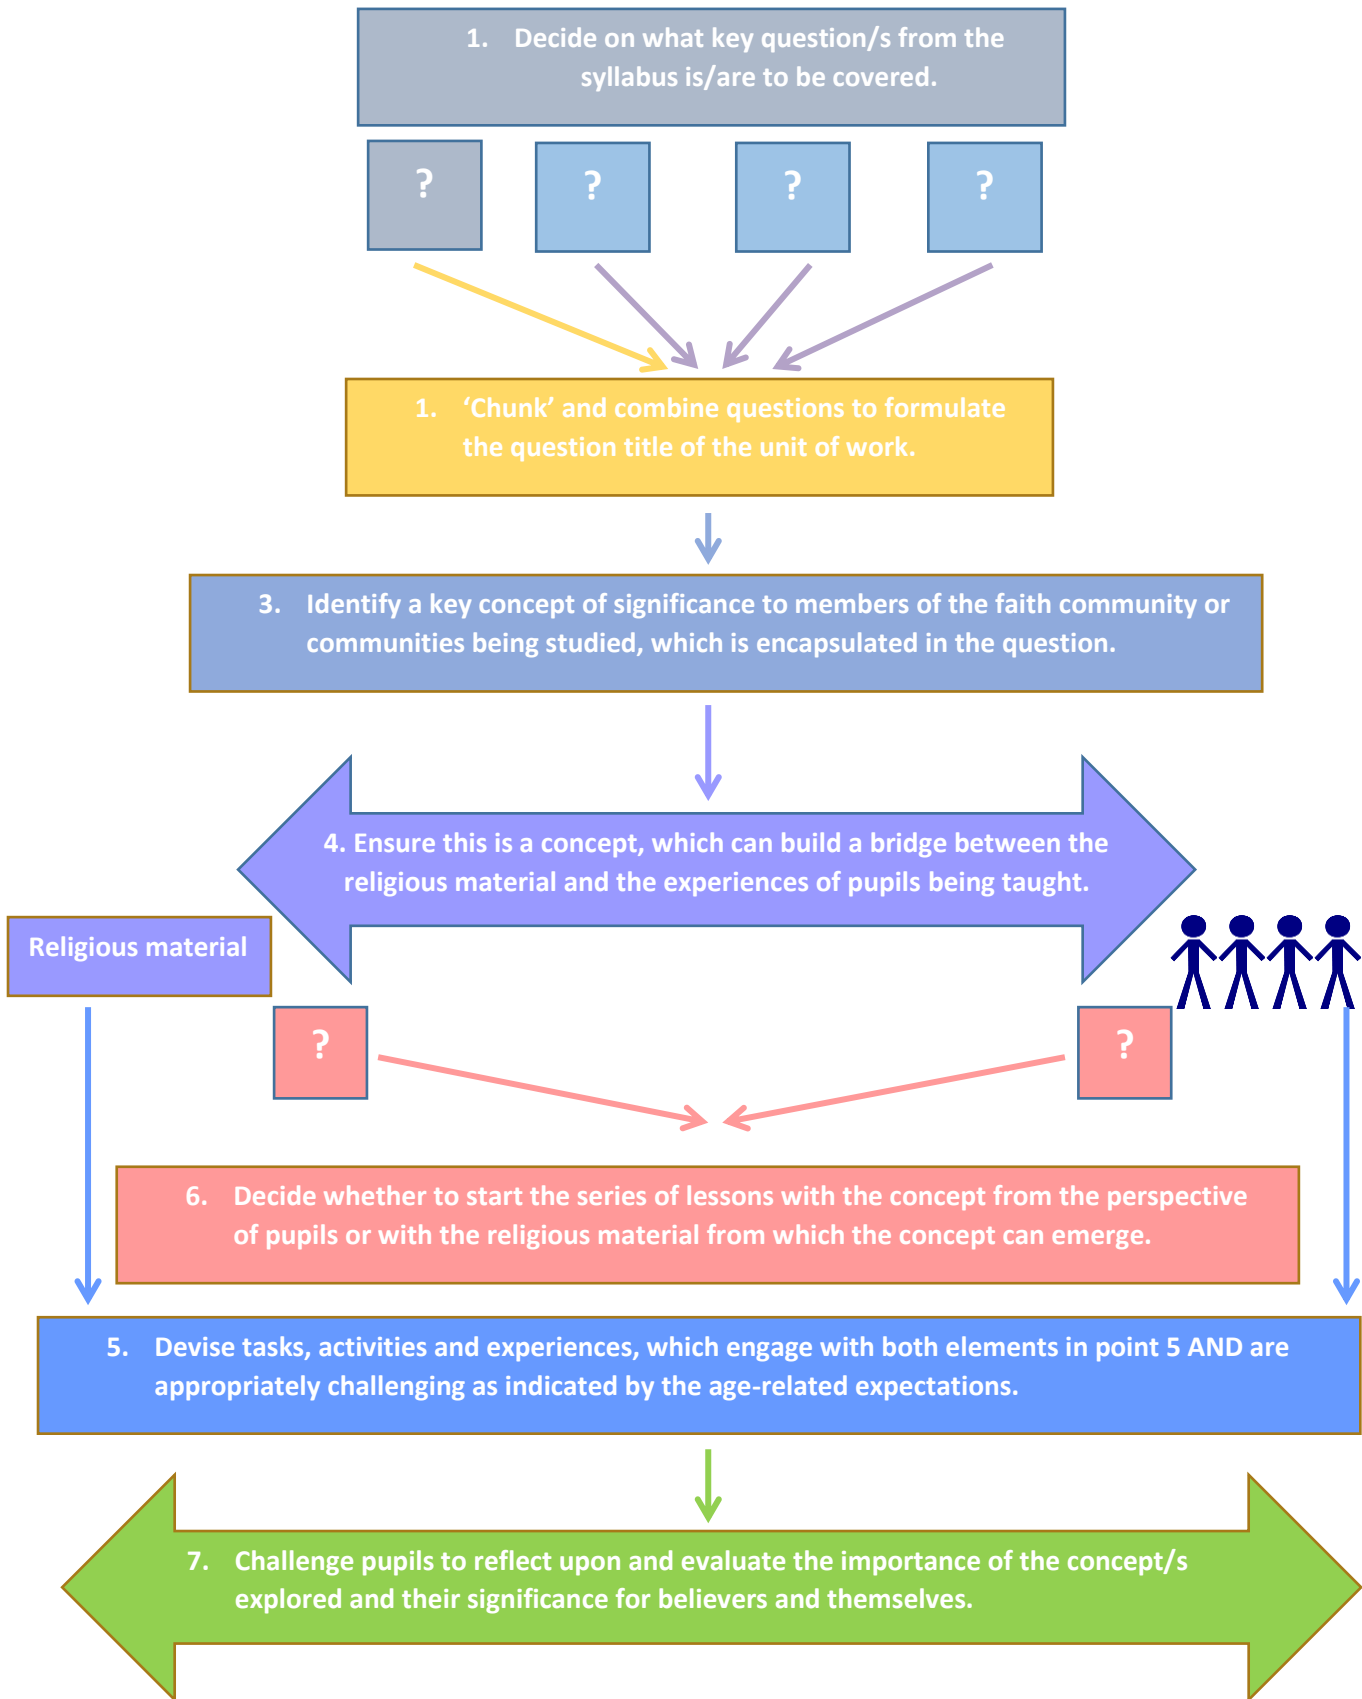 1. Decide on what key question/s from the
syllabus is/are to be covered.
? ? ? ?
1. ‘Chunk’ and combine questions to formulate
the question title of the unit of work.
3. Identify a key concept of significance to members of the faith community or
communities being studied, which is encapsulated in the question.
4. Ensure this is a concept, which can build a bridge between the
religious material and the experiences of pupils being taught.
Religious material
? ?
6. Decide whether to start the series of lessons with the concept from the perspective
of pupils or with the religious material from which the concept can emerge.
5. Devise tasks, activities and experiences, which engage with both elements in point 5 AND are
appropriately challenging as indicated by the age-related expectations.
7. Challenge pupils to reflect upon and evaluate the importance of the concept/s
explored and their significance for believers and themselves.